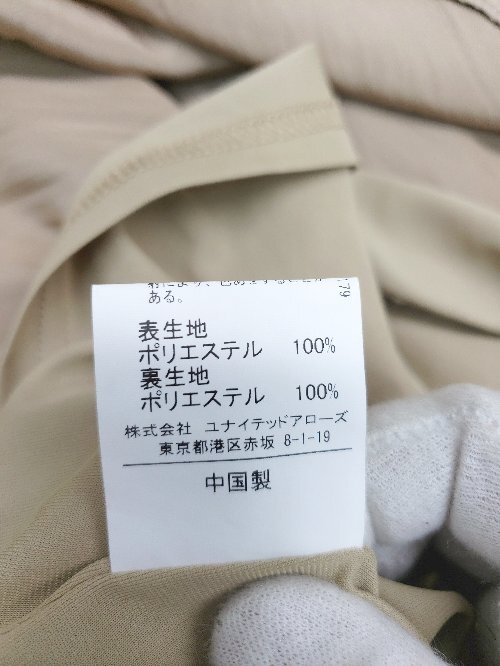 ある。
表生地
ポリエステル 100%
裏生地
ポリエステル 100%
株式会社 ユナイテッドアローズ
東京都港区赤坂 8-1-19
中国製
179